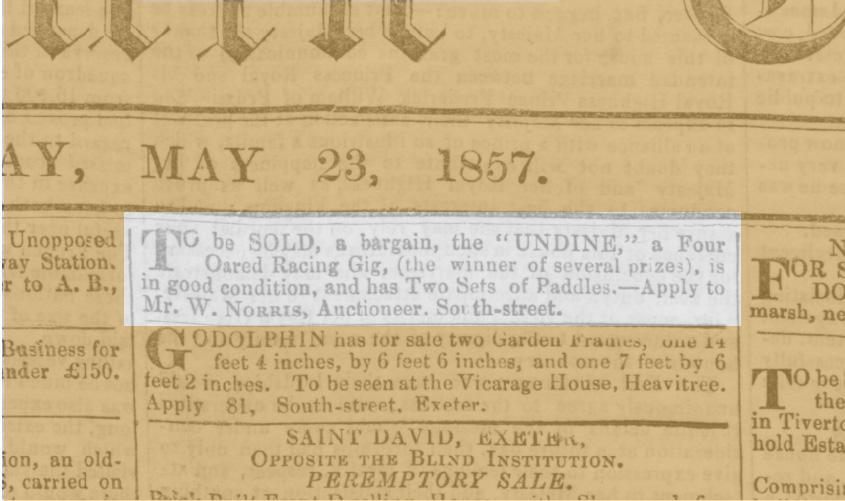 AY, MAY 23, 1857.
Unopposed
way Station.
r to A. B.,
Business for
nder £150.
ion, an old-
S, carried on
TO be SOLD, a bargain, the "UNDINE," a Four
Oared Racing Gig, (the winner of several prizes), is
in good condition, and has Two Sets of Paddles.—Apply to
Mr. W. NORRIS, Auctioneer. South-street.
GODOLPHIN has for sale two Garden Frames, one 14
feet 4 inches, by 6 feet 6 inches, and one 7 feet by 6
feet 2 inches. To be seen at the Vicarage House, Heavitree.
Apply 81, South-street, Exeter.
SAINT DAVID, EXETER,
OPPOSITE THE BLIND INSTITUTION.
PEREMPTORY SALE.
N
FOR S
DO
marsh, ne
TO be
the
in Tiverto
hold Esta
Comprisi